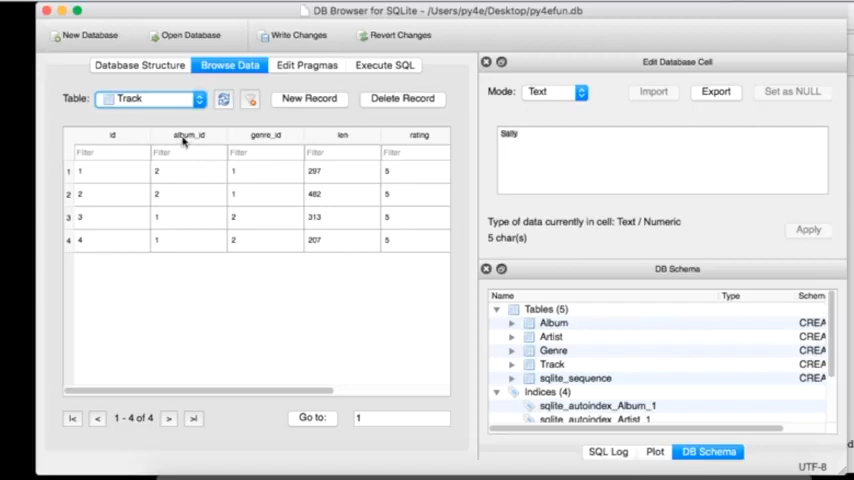 DB Browser for SQLite - /Users/py4e/Desktop/py4efun.db
New Database Open Database Write Changes Revert Changes
Database Structure Browse Data Edit Pragmas Execute SQL
Table: Track New Record Delete Record
id album_id genre_id len rating
Filter Filter Filter Filter Filter
1 1 2 1 297 5
2 2 2 1 482 5
3 3 1 2 313 5
4 4 1 2 207 5
|< < 1 - 4 of 4 > >| Go to: 1
Edit Database Cell
Mode: Text Import Export Set as NULL
Sally
Type of data currently in cell: Text / Numeric
5 char(s)
Apply
DB Schema
Name Type Schem
Tables (5)
Album CREA
Artist CREA
Genre CREA
Track CREA
sqlite_sequence CREA
Indices (4)
sqlite_autoindex_Album_1
sqlite_autoindex_Artist_1
SQL Log Plot DB Schema
UTF-8